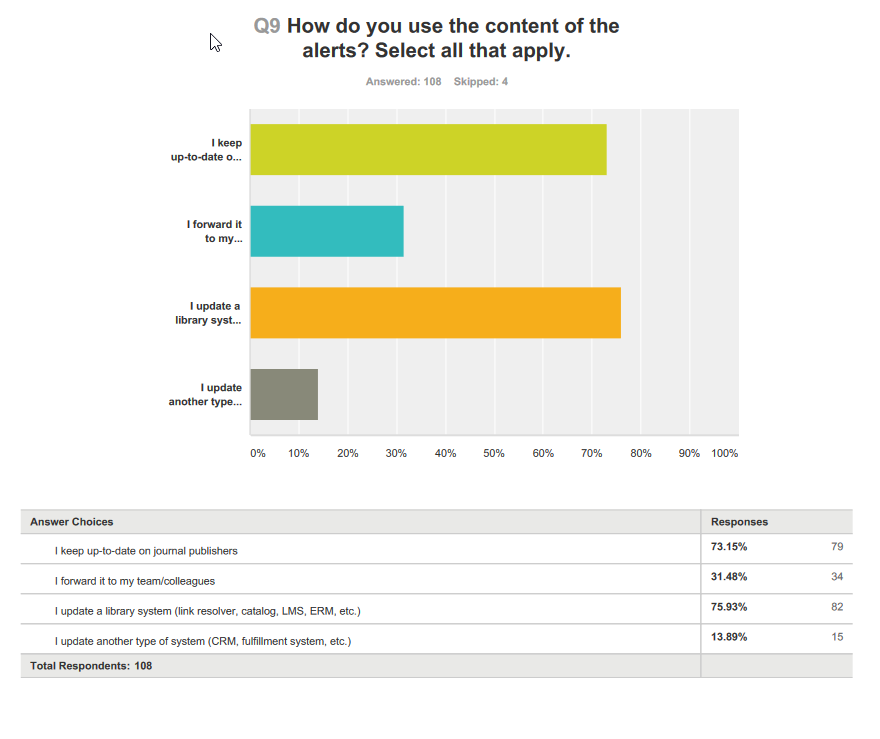 Q9 How do you use the content of the
alerts? Select all that apply.
Answered: 108 Skipped: 4
I keep
up-to-date o...
I forward it
to my...
I update a
library syst...
I update
another type...
0% 10% 20% 30% 40% 50% 60% 70% 80% 90% 100%
Answer Choices Responses
I keep up-to-date on journal publishers 73.15% 79
I forward it to my team/colleagues 31.48% 34
I update a library system (link resolver, catalog, LMS, ERM, etc.) 75.93% 82
I update another type of system (CRM, fulfillment system, etc.) 13.89% 15
Total Respondents: 108